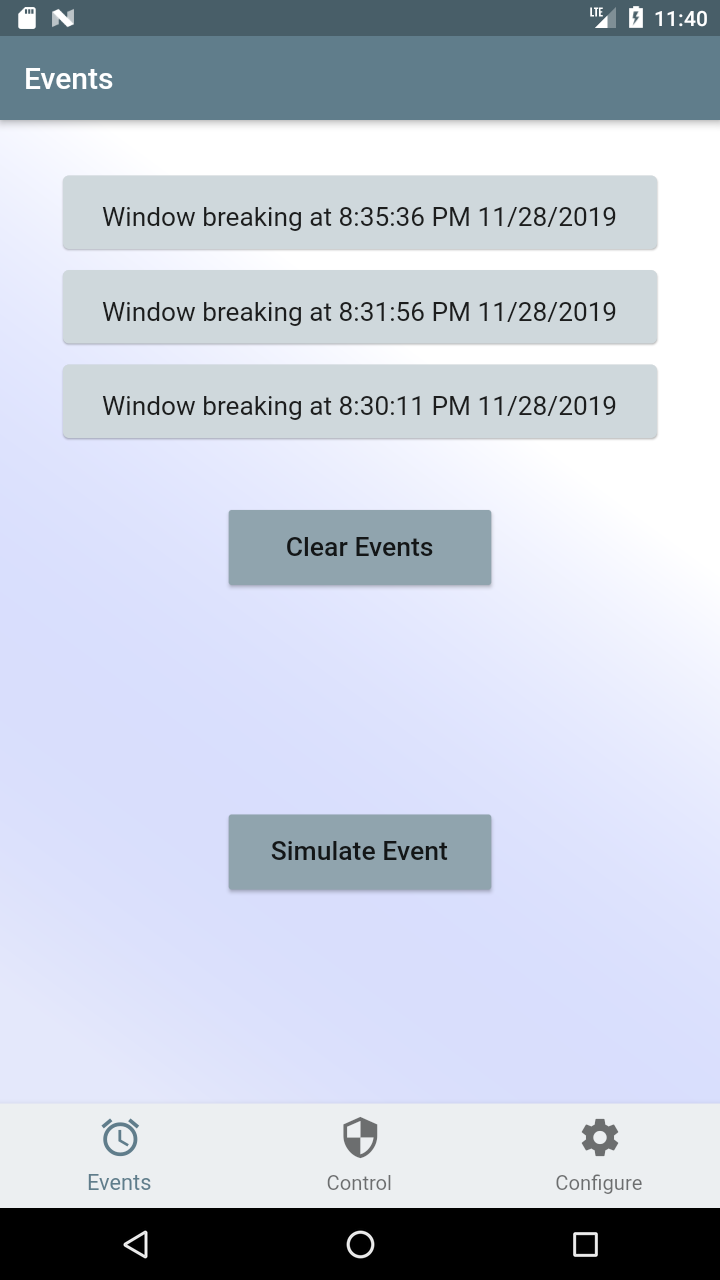 LTE 11:40
Events
Window breaking at 8:35:36 PM 11/28/2019
Window breaking at 8:31:56 PM 11/28/2019
Window breaking at 8:30:11 PM 11/28/2019
Clear Events
Simulate Event
Events Control Configure